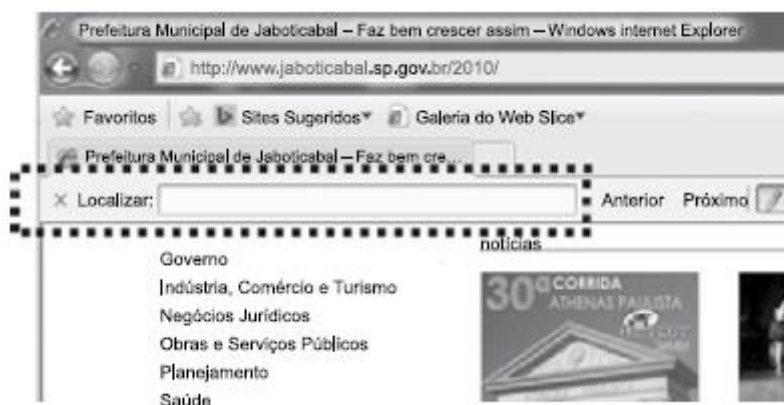 Prefeitura Municipal de Jaboticabal – Faz bem crescer assim – Windows internet Explorer
http://www.jaboticabal.sp.gov.br/2010/
Favoritos Sites Sugeridos Galeria do Web Slice
Prefeitura Municipal de Jaboticabal – Faz bem cre...
× Localizar: Anterior Próximo
notícias
Governo
Indústria, Comércio e Turismo
Negócios Jurídicos
Obras e Serviços Públicos
Planejamento
Saúde
30ª CORRIDA
ATHENAS PAULISTA